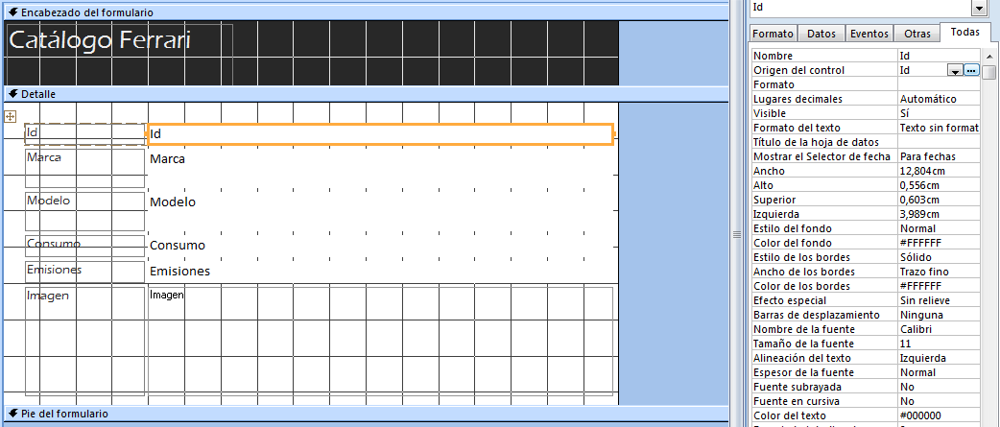 Encabezado del formulario
Catálogo Ferrari
Detalle
Id Id
Marca Marca
Modelo Modelo
Consumo Consumo
Emisiones Emisiones
Imagen Imagen
Pie del formulario
Id
Formato Datos Eventos Otras Todas
Nombre Id
Origen del control Id
Formato
Lugares decimales Automático
Visible Sí
Formato del texto Texto sin format
Título de la hoja de datos
Mostrar el Selector de fecha Para fechas
Ancho 12,804cm
Alto 0,556cm
Superior 0,603cm
Izquierda 3,989cm
Estilo del fondo Normal
Color del fondo #FFFFFF
Estilo de los bordes Sólido
Ancho de los bordes Trazo fino
Color de los bordes #FFFFFF
Efecto especial Sin relieve
Barras de desplazamiento Ninguna
Nombre de la fuente Calibri
Tamaño de la fuente 11
Alineación del texto Izquierda
Espesor de la fuente Normal
Fuente subrayada No
Fuente en cursiva No
Color del texto #000000